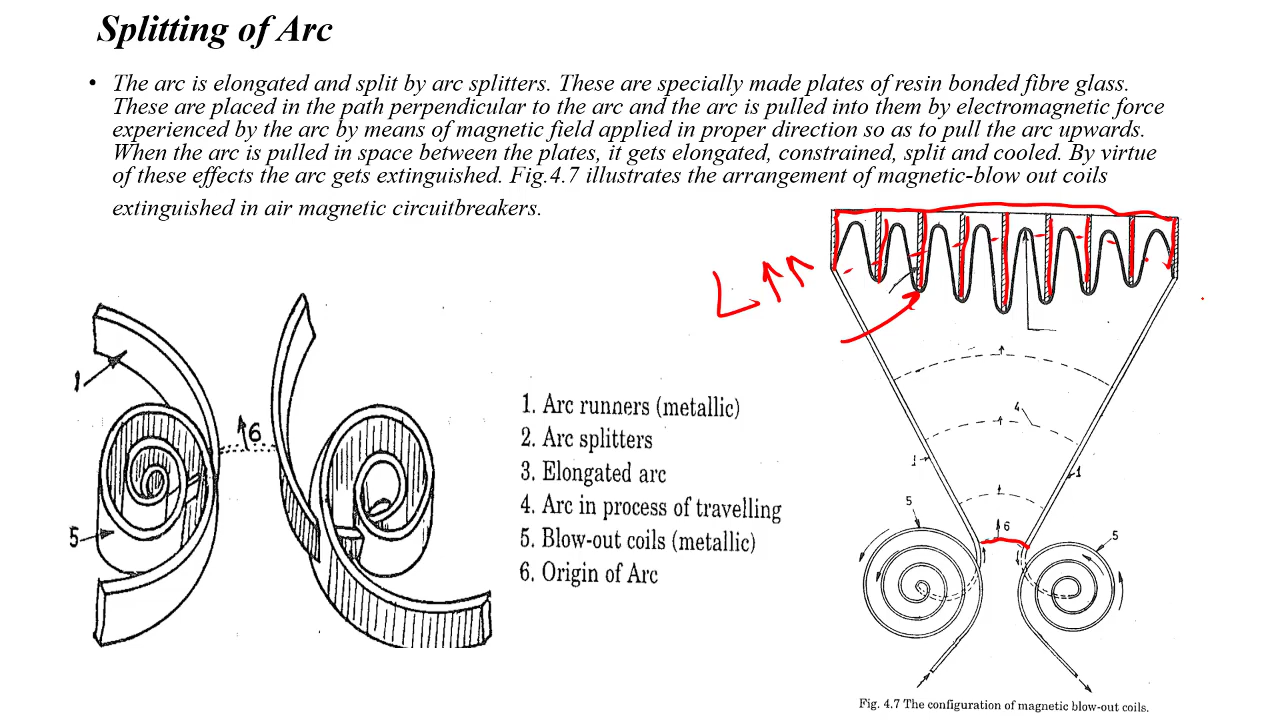 Splitting of Arc
• The arc is elongated and split by arc splitters. These are specially made plates of resin bonded fibre glass.
These are placed in the path perpendicular to the arc and the arc is pulled into them by electromagnetic force
experienced by the arc by means of magnetic field applied in proper direction so as to pull the arc upwards.
When the arc is pulled in space between the plates, it gets elongated, constrained, split and cooled. By virtue
of these effects the arc gets extinguished. Fig.4.7 illustrates the arrangement of magnetic-blow out coils
extinguished in air magnetic circuitbreakers.
L↑↑
1
6
5
1. Arc runners (metallic)
2. Arc splitters
3. Elongated arc
4. Arc in process of travelling
5. Blow-out coils (metallic)
6. Origin of Arc
4
1
1
5
6
5
Fig. 4.7 The configuration of magnetic blow-out coils.